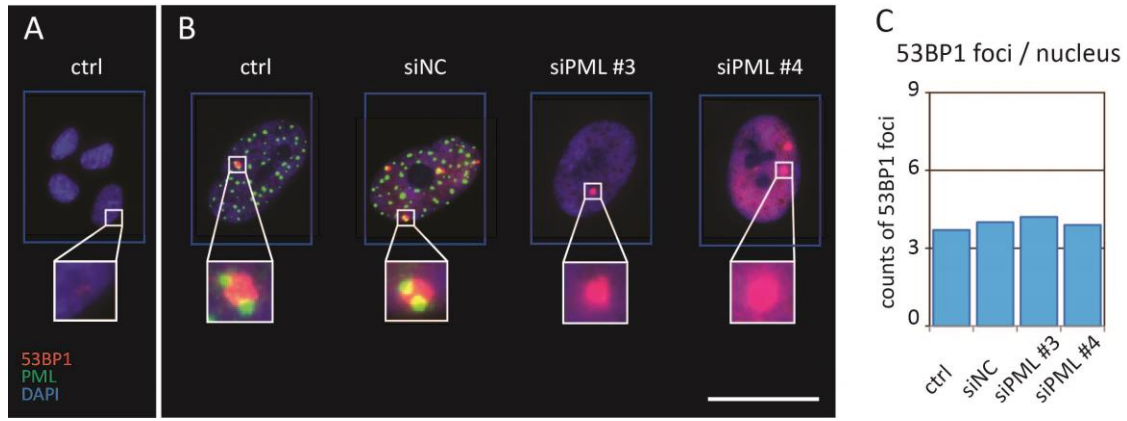 A
ctrl
53BP1
PML
DAPI
B
ctrl
siNC
siPML #3
siPML #4
C
53BP1 foci / nucleus
counts of 53BP1 foci
9
6
3
0
ctrl
siNC
siPML #3
siPML #4